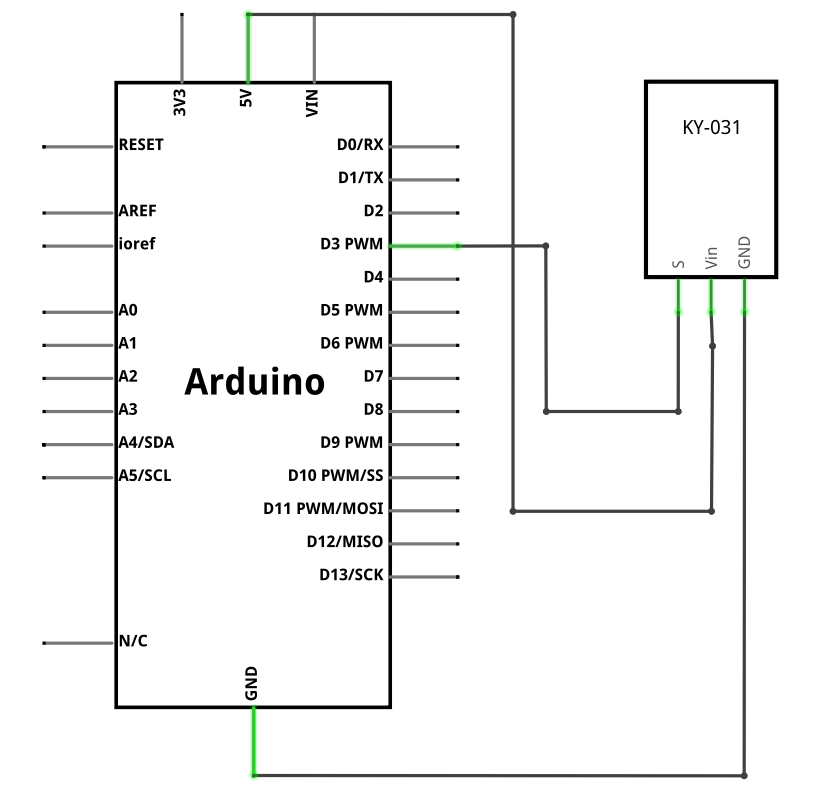 3V3
5V
VIN
RESET
AREF
ioref
A0
A1
A2
A3
A4/SDA
A5/SCL
N/C
Arduino
D0/RX
D1/TX
D2
D3 PWM
D4
D5 PWM
D6 PWM
D7
D8
D9 PWM
D10 PWM/SS
D11 PWM/MOSI
D12/MISO
D13/SCK
GND
KY-031
S
Vin
GND